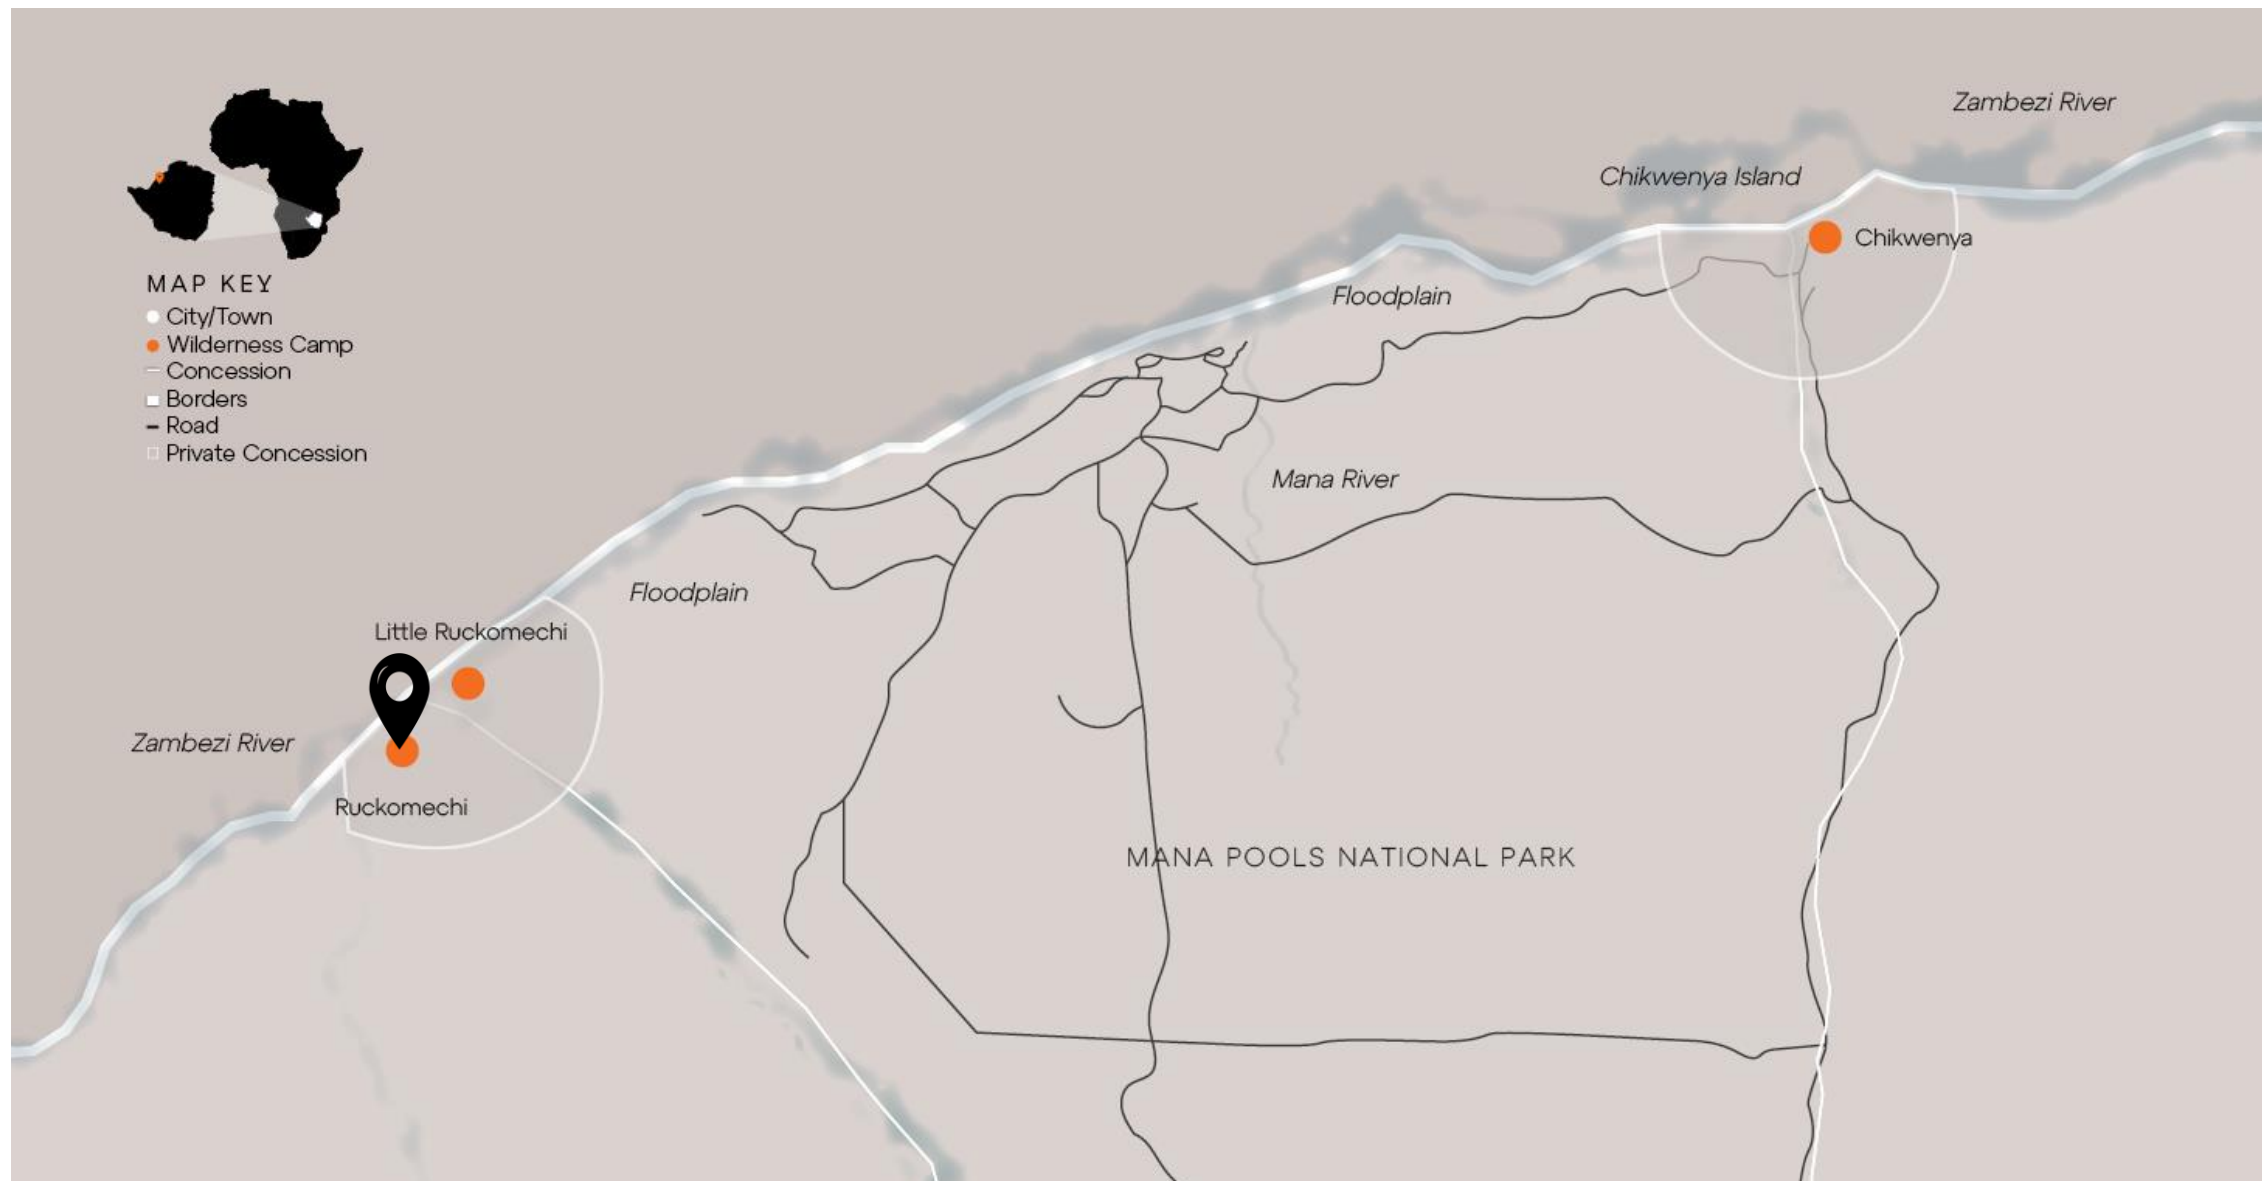 Zambezi River
Chikwenya Island
Chikwenya
MAP KEY
City/Town
Wilderness Camp
Concession
Borders
Road
Private Concession
Floodplain
Mana River
Floodplain
Little Ruckomechi
Zambezi River
Ruckomechi
MANA POOLS NATIONAL PARK